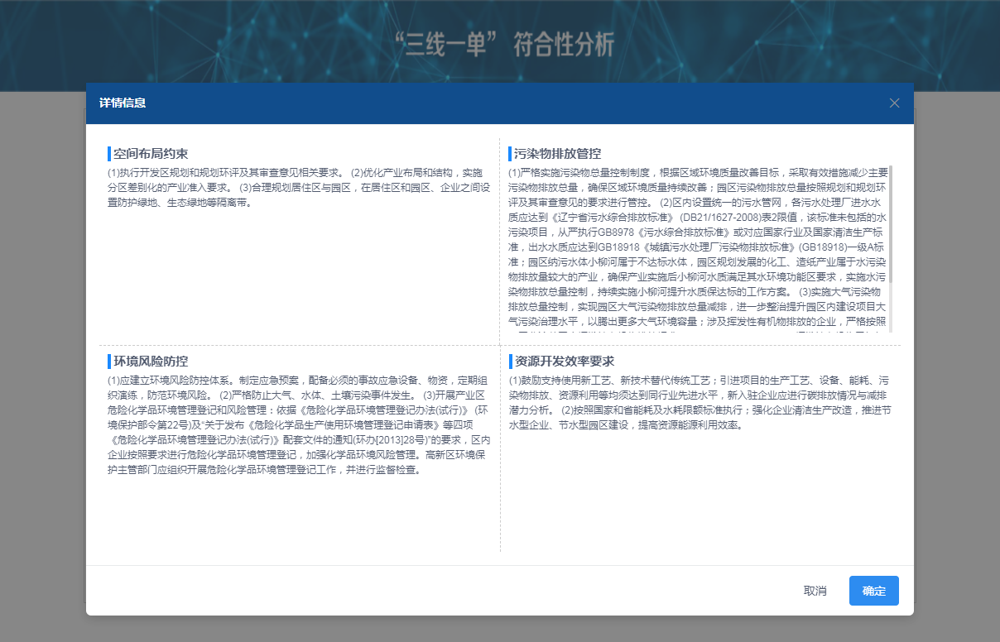 “三线一单” 符合性分析
详情信息
空间布局约束
(1)执行开发区规划和规划环评及其审查意见相关要求。 (2)优化产业布局和结构，实施
分区差别化的产业准入要求。 (3)合理规划居住区与园区，在居住区和园区、企业之间设
置防护绿地、生态绿地等隔离带。
污染物排放管控
(1)严格实施污染物总量控制制度，根据区域环境质量改善目标，采取有效措施减少主要
污染物排放总量，确保区域环境质量持续改善；园区污染物排放总量按照规划和规划环
评及其审查意见的要求进行管控。 (2)区内设置统一的污水管网，各污水处理厂进水水
质应达到《辽宁省污水综合排放标准》 (DB21/1627-2008)表2限值，该标准未包括的水
污染项目，从严执行GB8978《污水综合排放标准》或对应国家行业及国家清洁生产标
准，出水水质应达到GB18918《城镇污水处理厂污染物排放标准》(GB18918)一级A标
准；园区纳污水体小柳河属于不达标水体，园区规划发展的化工、造纸产业属于水污染
物排放量较大的产业，确保产业实施后小柳河水质满足其水环境功能区要求，实施水污
染物排放总量控制，持续实施小柳河提升水质保达标的工作方案。 (3)实施大气污染物
排放总量控制，实现园区大气污染物排放总量减排，进一步整治提升园区内建设项目大
气污染治理水平，以腾出更多大气环境容量；涉及挥发性有机物排放的企业，严格按照
环境风险防控
(1)应建立环境风险防控体系。制定应急预案，配备必须的事故应急设备、物资，定期组
织演练，防范环境风险。 (2)严格防止大气、水体、土壤污染事件发生。 (3)开展产业区
危险化学品环境管理登记和风险管理：依据《危险化学品环境管理登记办法(试行)》 (环
境保护部令第22号)及“关于发布《危险化学品生产使用环境管理登记申请表》等四项
《危险化学品环境管理登记办法(试行)》配套文件的通知(环办[2013]28号)”的要求，区内
企业按照要求进行危险化学品环境管理登记，加强化学品环境风险管理。高新区环境保
护主管部门应组织开展危险化学品环境管理登记工作，并进行监督检查。
资源开发效率要求
(1)鼓励支持使用新工艺、新技术替代传统工艺；引进项目的生产工艺、设备、能耗、污
染物排放、资源利用等均须达到同行业先进水平，新入驻企业应进行碳排放情况与减排
潜力分析。 (2)按照国家和省能耗及水耗限额标准执行；强化企业清洁生产改造，推进节
水型企业、节水型园区建设，提高资源能源利用效率。
取消
确定